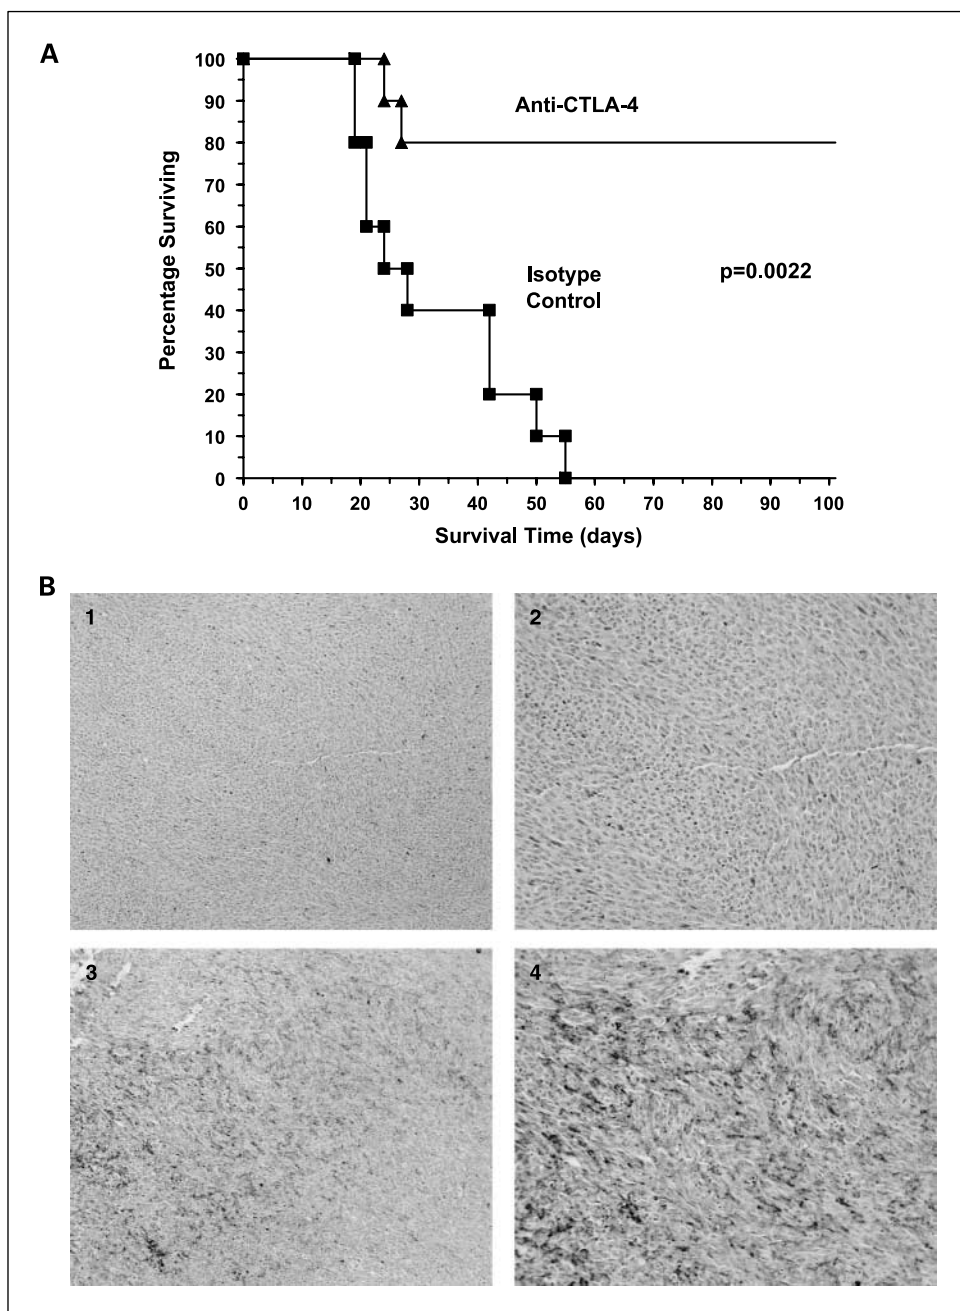 A
100
90
80
70
60
50
40
30
20
10
0
Percentage Surviving
Anti-CTLA-4
Isotype
Control
p=0.0022
0 10 20 30 40 50 60 70 80 90 100
Survival Time (days)
B
1
2
3
4